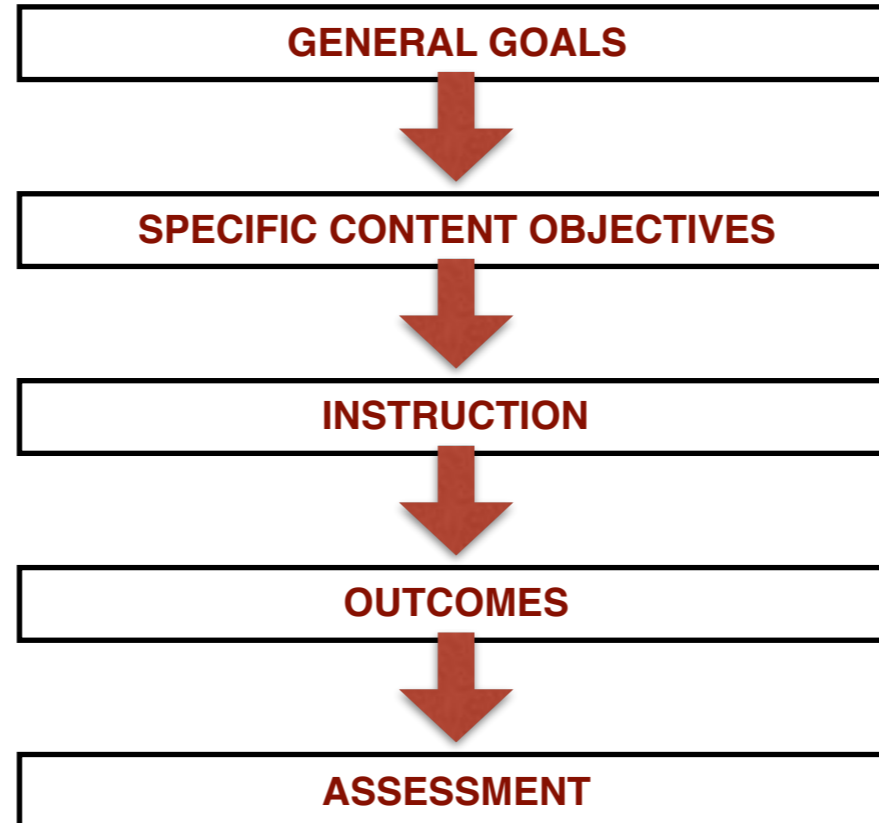 GENERAL GOALS
SPECIFIC CONTENT OBJECTIVES
INSTRUCTION
OUTCOMES
ASSESSMENT